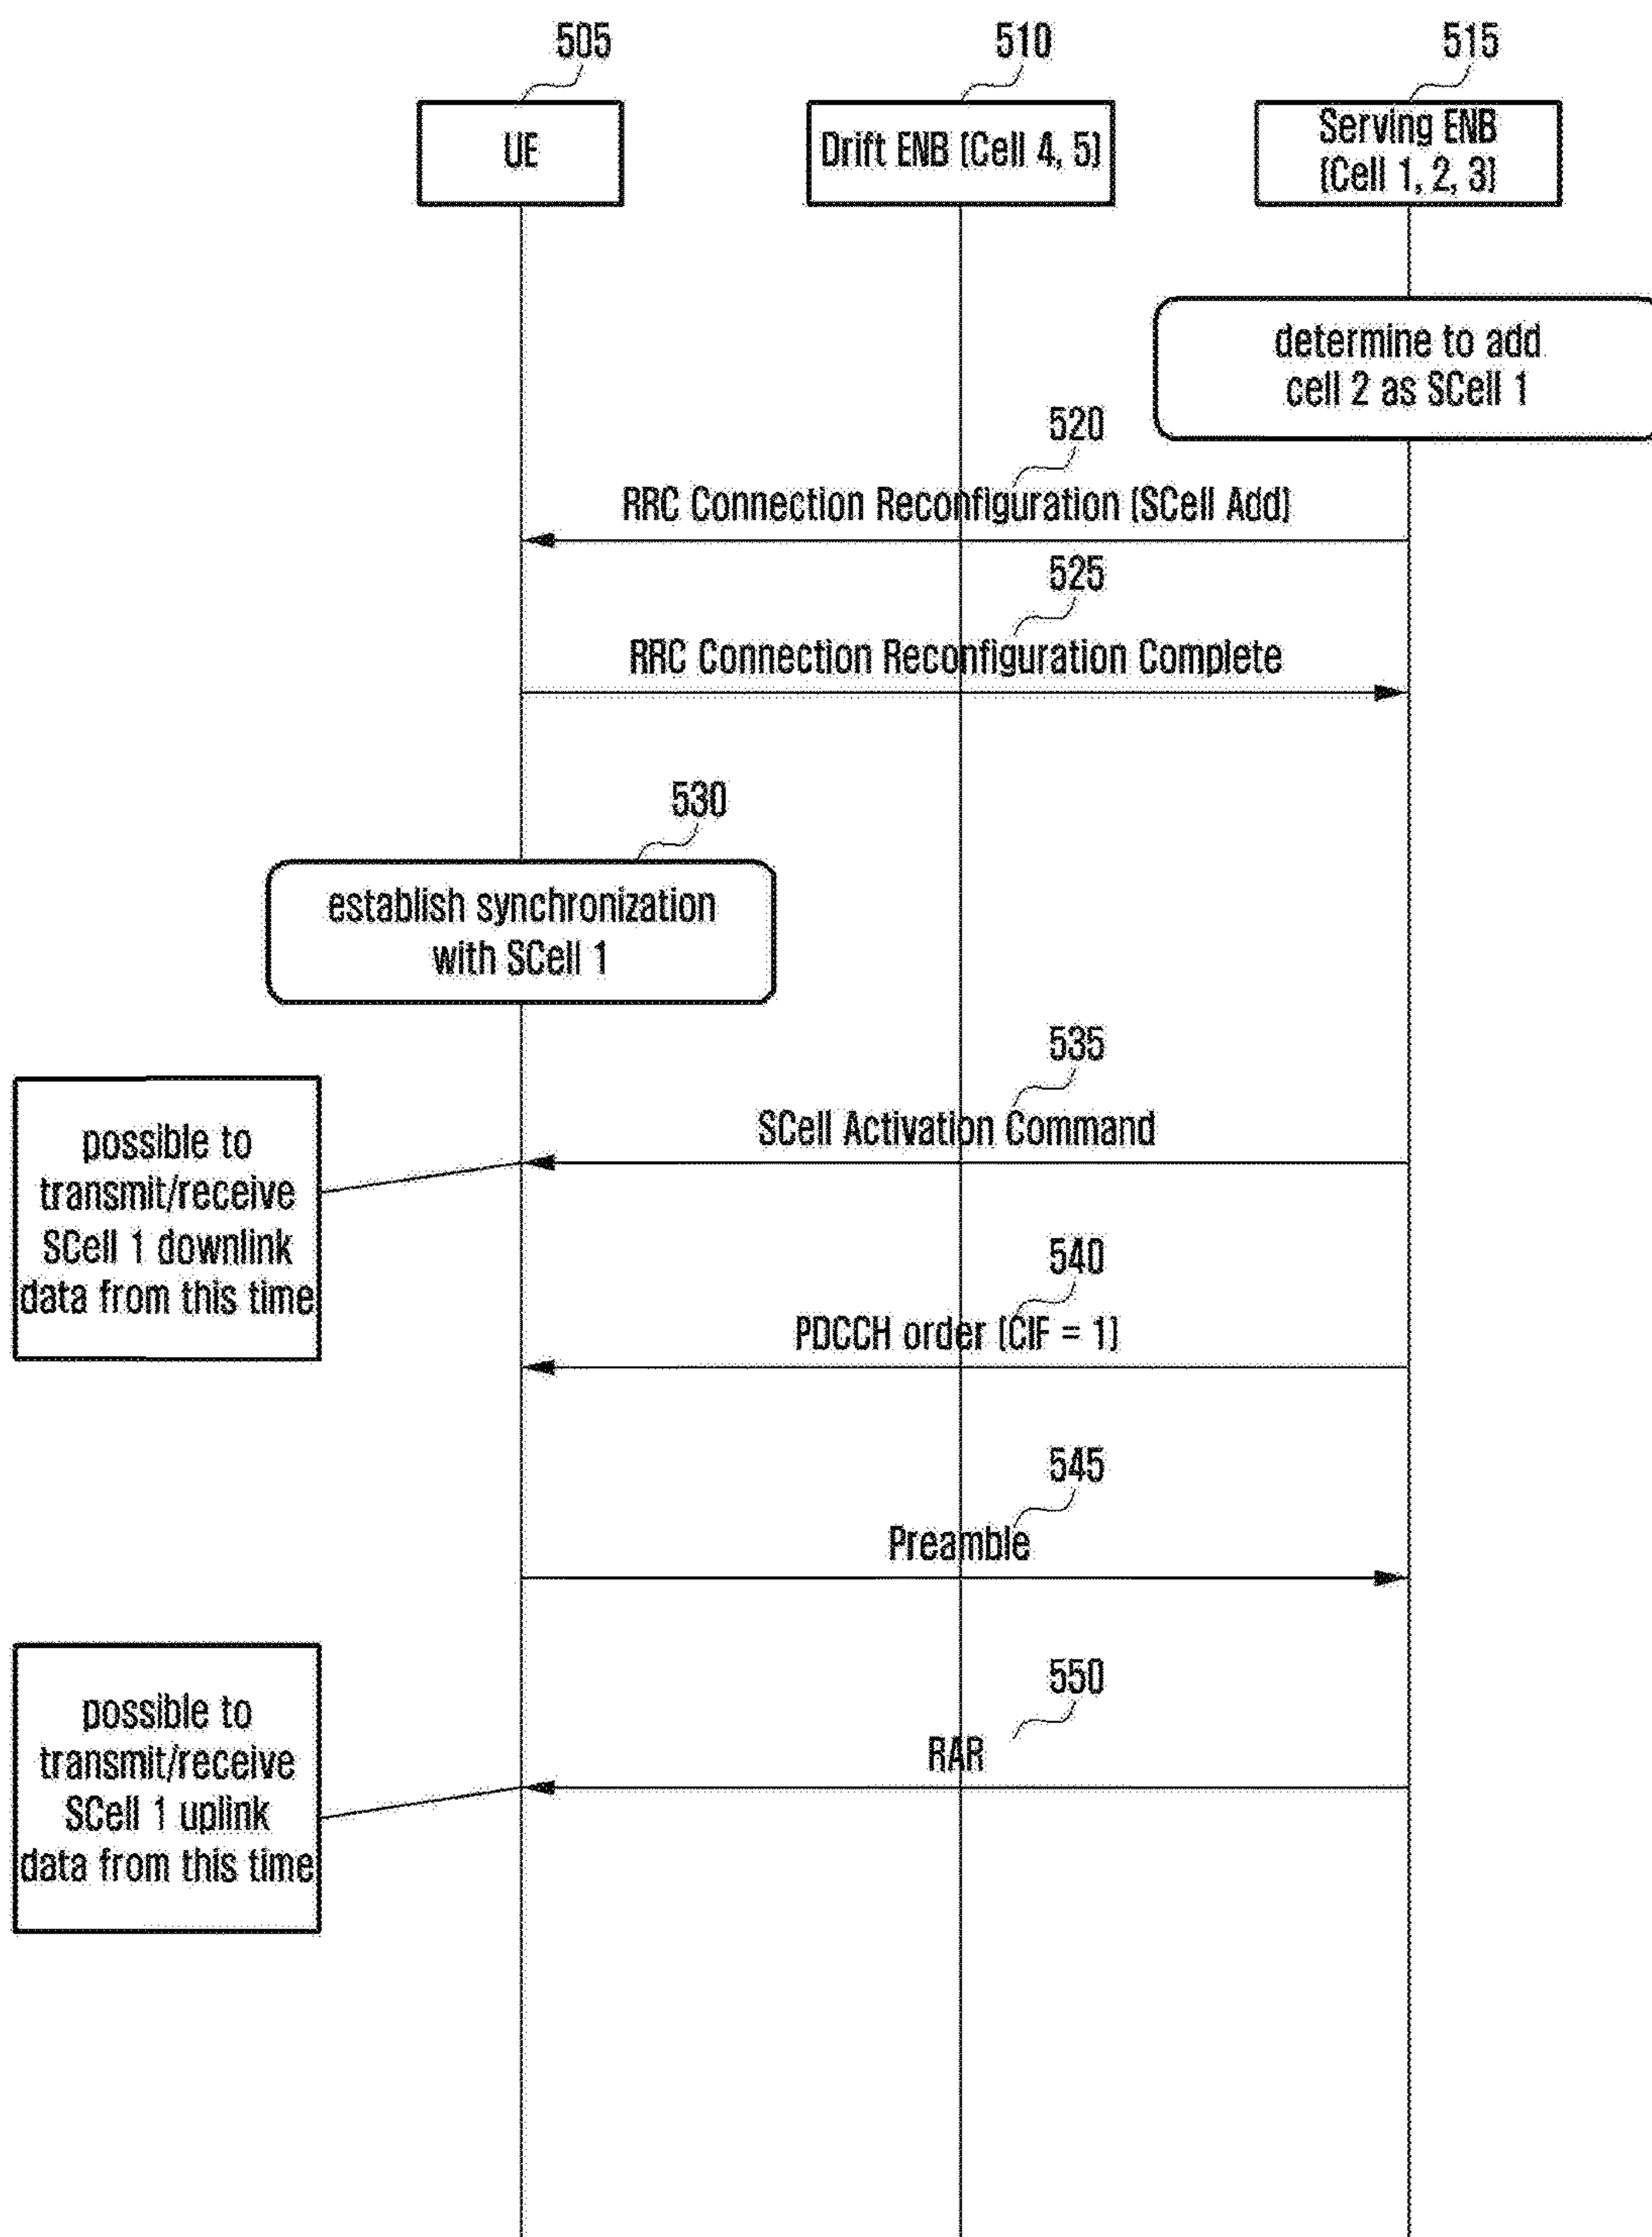 505
510
515
UE
Drift ENB (Cell 4, 5)
Serving ENB
(Cell 1, 2, 3)
determine to add
cell 2 as SCell 1
520
RRC Connection Reconfiguration (SCell Add)
525
RRC Connection Reconfiguration Complete
530
establish synchronization
with SCell 1
535
SCell Activation Command
possible to
transmit/receive
SCell 1 downlink
data from this time
540
PDCCH order (CIF = 1)
545
Preamble
550
RAR
possible to
transmit/receive
SCell 1 uplink
data from this time